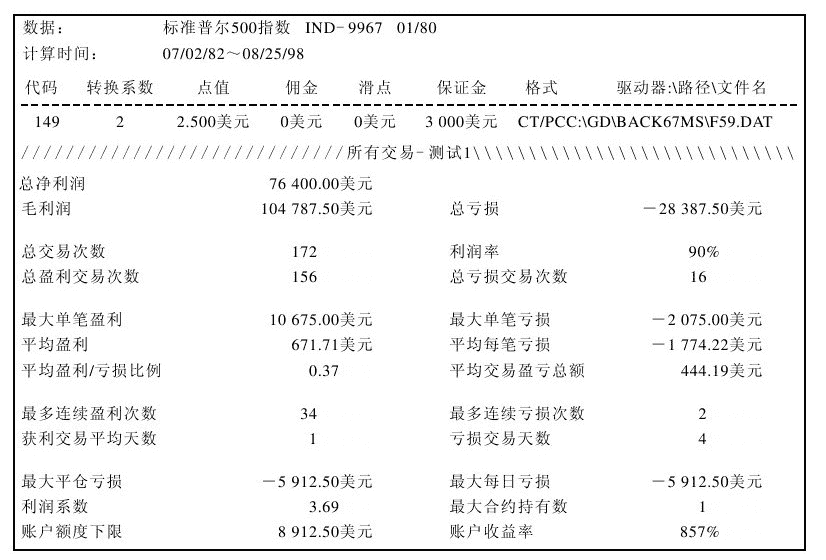 数据： 标准普尔500指数 IND-9967 01/80
计算时间： 07/02/82～08/25/98
代码 转换系数 点值 佣金 滑点 保证金 格式 驱动器:\路径\文件名
149 2 2.500美元 0美元 0美元 3 000美元 CT/PCC:\GD\BACK67MS\F59.DAT
/////////////////////////////所有交易-测试1\\\\\\\\\\\\\\\\\\\\\\\\\\\\\
总净利润 76 400.00美元
毛利润 104 787.50美元 总亏损 －28 387.50美元
总交易次数 172 利润率 90%
总盈利交易次数 156 总亏损交易次数 16
最大单笔盈利 10 675.00美元 最大单笔亏损 －2 075.00美元
平均盈利 671.71美元 平均每笔亏损 －1 774.22美元
平均盈利/亏损比例 0.37 平均交易盈亏总额 444.19美元
最多连续盈利次数 34 最多连续亏损次数 2
获利交易平均天数 1 亏损交易天数 4
最大平仓亏损 －5 912.50美元 最大每日亏损 －5 912.50美元
利润系数 3.69 最大合约持有数 1
账户额度下限 8 912.50美元 账户收益率 857%